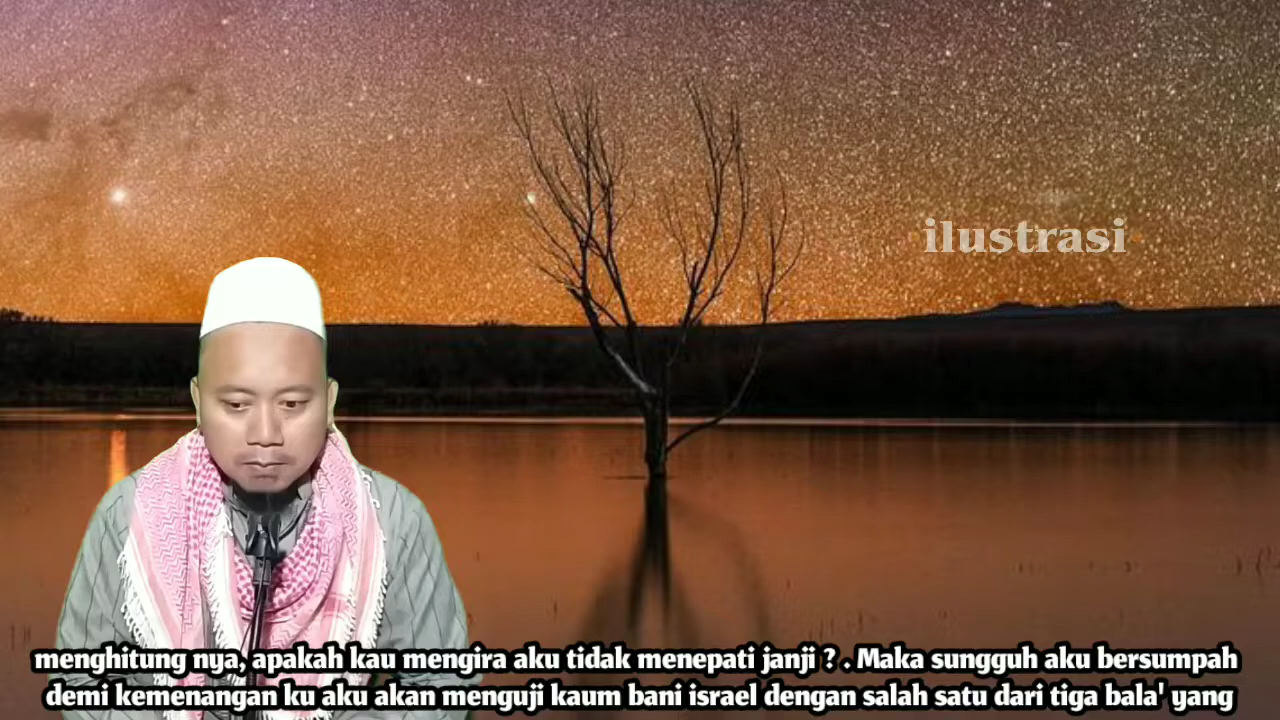 ilustrasi
menghitung nya, apakah kau mengira aku tidak menepati janji ? . Maka sungguh aku bersumpah
demi kemenangan ku aku akan menguji kaum bani israel dengan salah satu dari tiga bala' yang